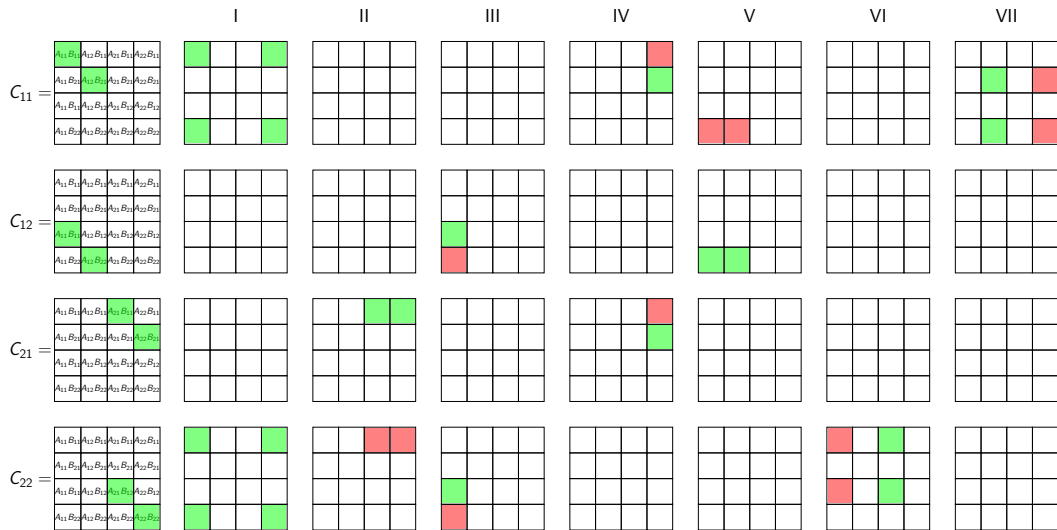 I II III IV V VI VII
A₁₁B₁₁ A₁₂B₁₁ A₂₁B₁₁ A₂₂B₁₁
A₁₁B₂₁ A₁₂B₂₁ A₂₁B₂₁ A₂₂B₂₁
C₁₁=
A₁₁B₁₂ A₁₂B₁₂ A₂₁B₁₂ A₂₂B₁₂
A₁₁B₂₂ A₁₂B₂₂ A₂₁B₂₂ A₂₂B₂₂
A₁₁B₁₁ A₁₂B₁₁ A₂₁B₁₁ A₂₂B₁₁
A₁₁B₂₁ A₁₂B₂₁ A₂₁B₂₁ A₂₂B₂₁
C₁₂=
A₁₁B₁₂ A₁₂B₁₂ A₂₁B₁₂ A₂₂B₁₂
A₁₁B₂₂ A₁₂B₂₂ A₂₁B₂₂ A₂₂B₂₂
A₁₁B₁₁ A₁₂B₁₁ A₂₁B₁₁ A₂₂B₁₁
A₁₁B₂₁ A₁₂B₂₁ A₂₁B₂₁ A₂₂B₂₁
C₂₁=
A₁₁B₁₂ A₁₂B₁₂ A₂₁B₁₂ A₂₂B₁₂
A₁₁B₂₂ A₁₂B₂₂ A₂₁B₂₂ A₂₂B₂₂
A₁₁B₁₁ A₁₂B₁₁ A₂₁B₁₁ A₂₂B₁₁
A₁₁B₂₁ A₁₂B₂₁ A₂₁B₂₁ A₂₂B₂₁
C₂₂=
A₁₁B₁₂ A₁₂B₁₂ A₂₁B₁₂ A₂₂B₁₂
A₁₁B₂₂ A₁₂B₂₂ A₂₁B₂₂ A₂₂B₂₂